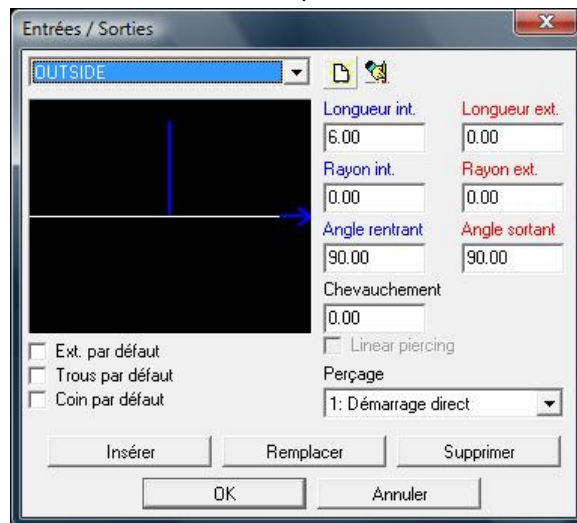 Entrées / Sorties
OUTSIDE
Longueur int. Longueur ext.
6.00 0.00
Rayon int. Rayon ext.
0.00 0.00
Angle rentrant Angle sortant
90.00 90.00
Chevauchement
0.00
Ext. par défaut
Linear piercing
Trous par défaut
Perçage
Coin par défaut
1: Démarrage direct
Insérer Remplacer Supprimer
OK Annuler